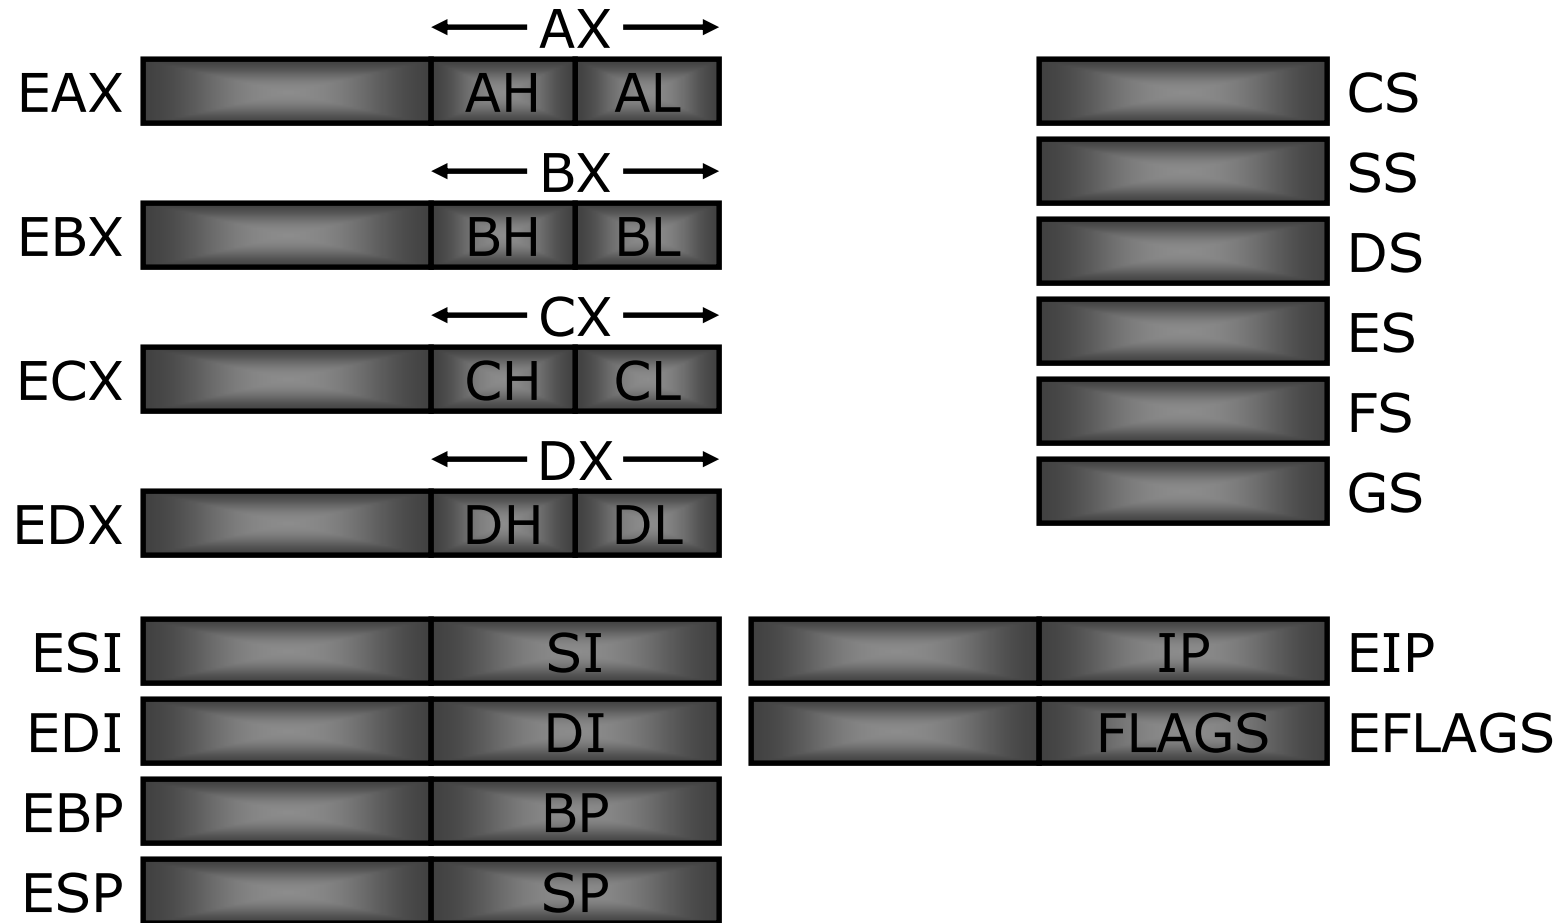 AX
EAX AH AL
BX
EBX BH BL
CX
ECX CH CL
DX
EDX DH DL
CS
SS
DS
ES
FS
GS
ESI SI
EDI DI
EBP BP
ESP SP
IP EIP
FLAGS EFLAGS